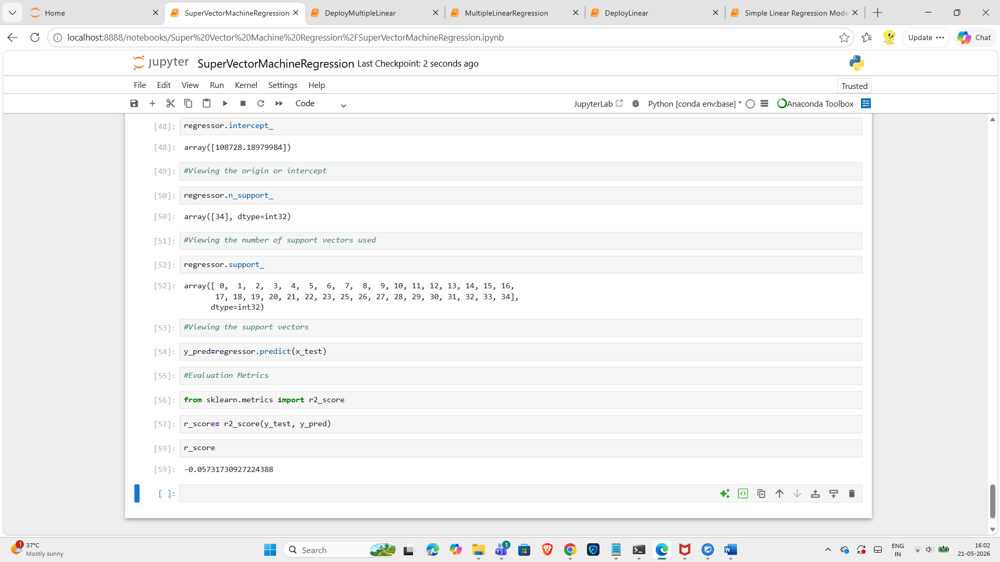 Home
SuperVectorMachineRegression
DeployMultipleLinear
MultipleLinearRegression
DeployLinear
Simple Linear Regression Mode
localhost:8888/notebooks/Super%20Vector%20Machine%20Regression%2FSuperVectorMachineRegression.ipynb
Update
Chat
jupyter
SuperVectorMachineRegression Last Checkpoint: 2 seconds ago
File Edit View Run Kernel Settings Help
Trusted
Code
JupyterLab
Python [conda env:base] *
Anaconda Toolbox
[48]: regressor.intercept_
[48]: array([108728.18979984])
[49]: #Viewing the origin or intercept
[50]: regressor.n_support_
[50]: array([34], dtype=int32)
[51]: #Viewing the number of support vectors used
[52]: regressor.support_
[52]: array([ 0, 1, 2, 3, 4, 5, 6, 7, 8, 9, 10, 11, 12, 13, 14, 15, 16,
17, 18, 19, 20, 21, 22, 23, 25, 26, 27, 28, 29, 30, 31, 32, 33, 34],
dtype=int32)
[53]: #Viewing the support vectors
[54]: y_pred=regressor.predict(x_test)
[55]: #Evaluation Metrics
[56]: from sklearn.metrics import r2_score
[57]: r_score= r2_score(y_test, y_pred)
[59]: r_score
[59]: -0.05731730927224388
[ ]:
1
37°C
Mostly sunny
Search
1
ENG
IN
16:02
21-05-2026